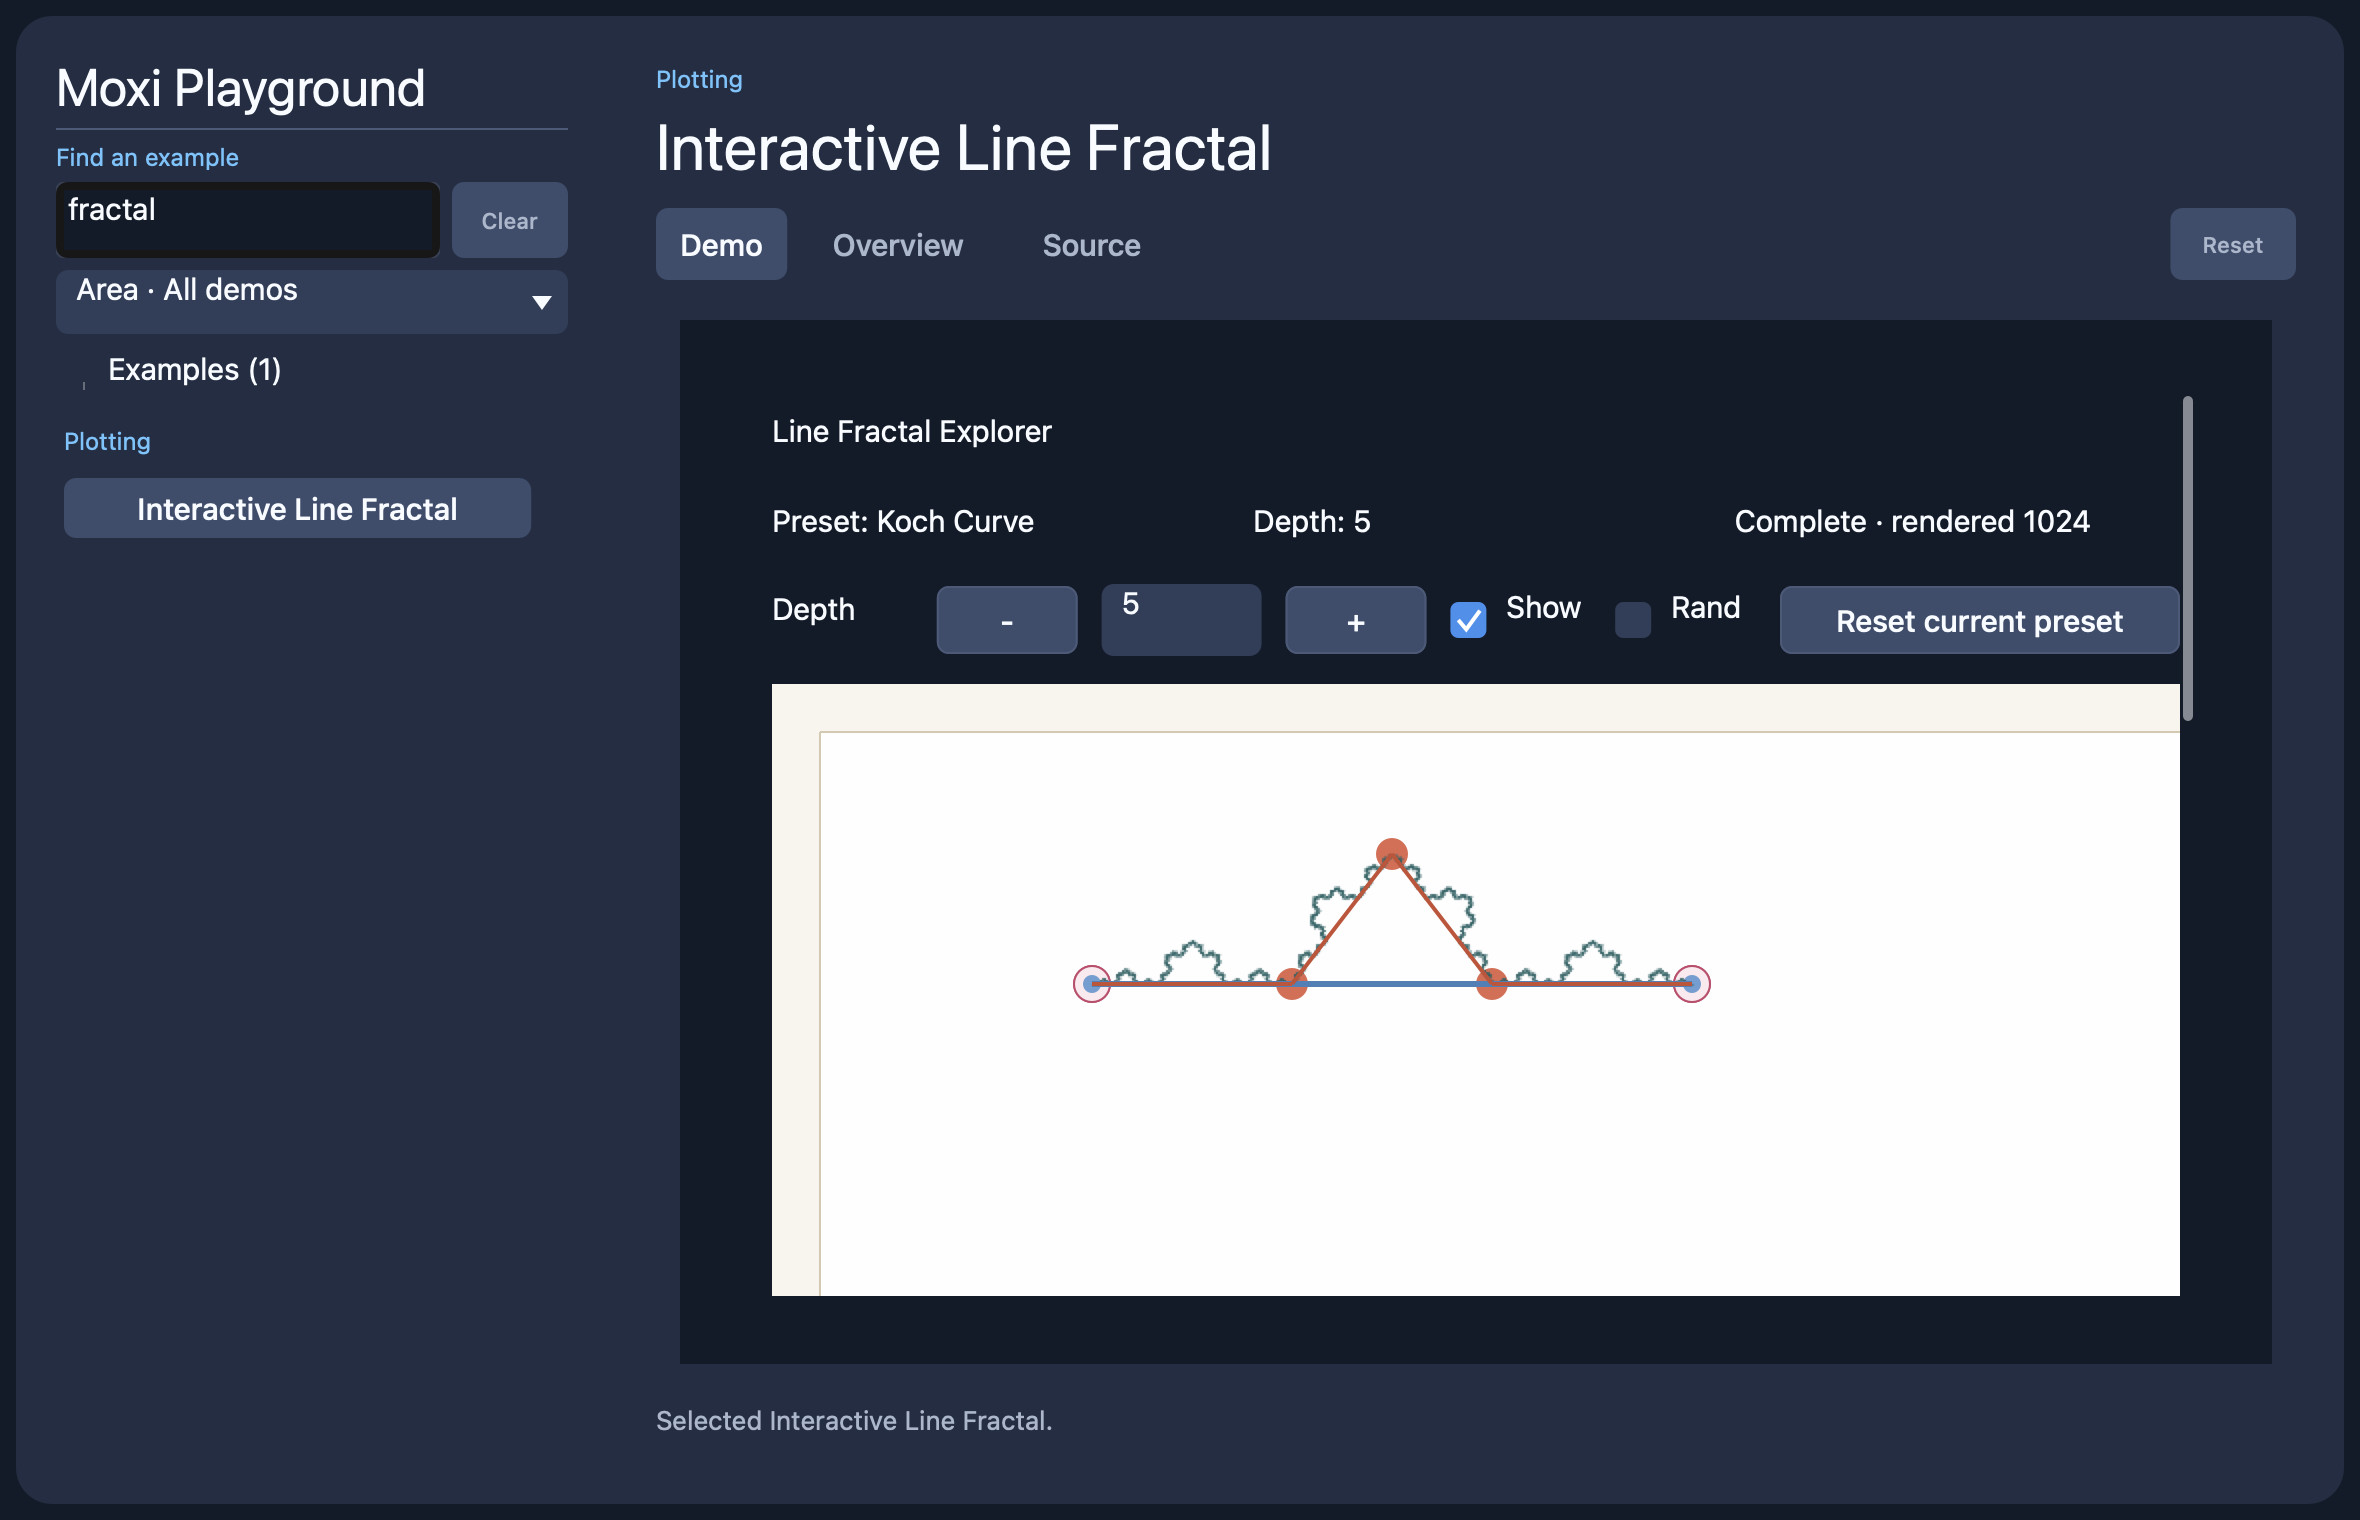 Moxi Playground
Find an example
fractal
Clear
Area · All demos
Examples (1)
Plotting
Interactive Line Fractal
Plotting
Interactive Line Fractal
Demo
Overview
Source
Reset
Line Fractal Explorer
Preset: Koch Curve
Depth: 5
Complete · rendered 1024
Depth
-
5
+
Show
Rand
Reset current preset
Selected Interactive Line Fractal.